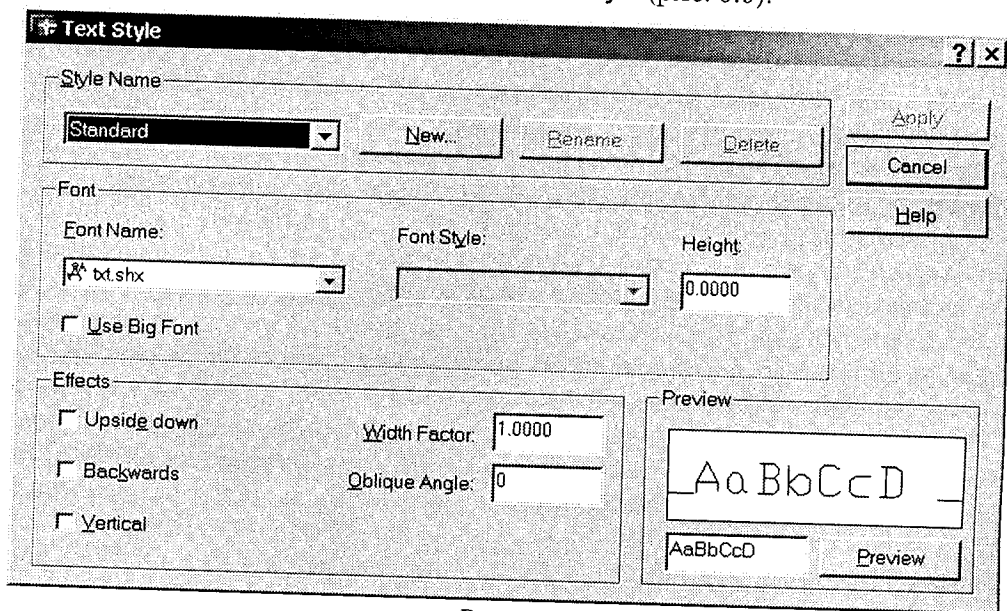 Text Style
? ×
Style Name
Standard
New...
Rename
Delete
Apply
Cancel
Help
Font
Font Name:
Font Style:
Height:
txt.shx
0.0000
Use Big Font
Effects
Upside down
Width Factor:
1.0000
Backwards
Oblique Angle:
0
Vertical
Preview
AaBbCcD
AaBbCcD
Preview